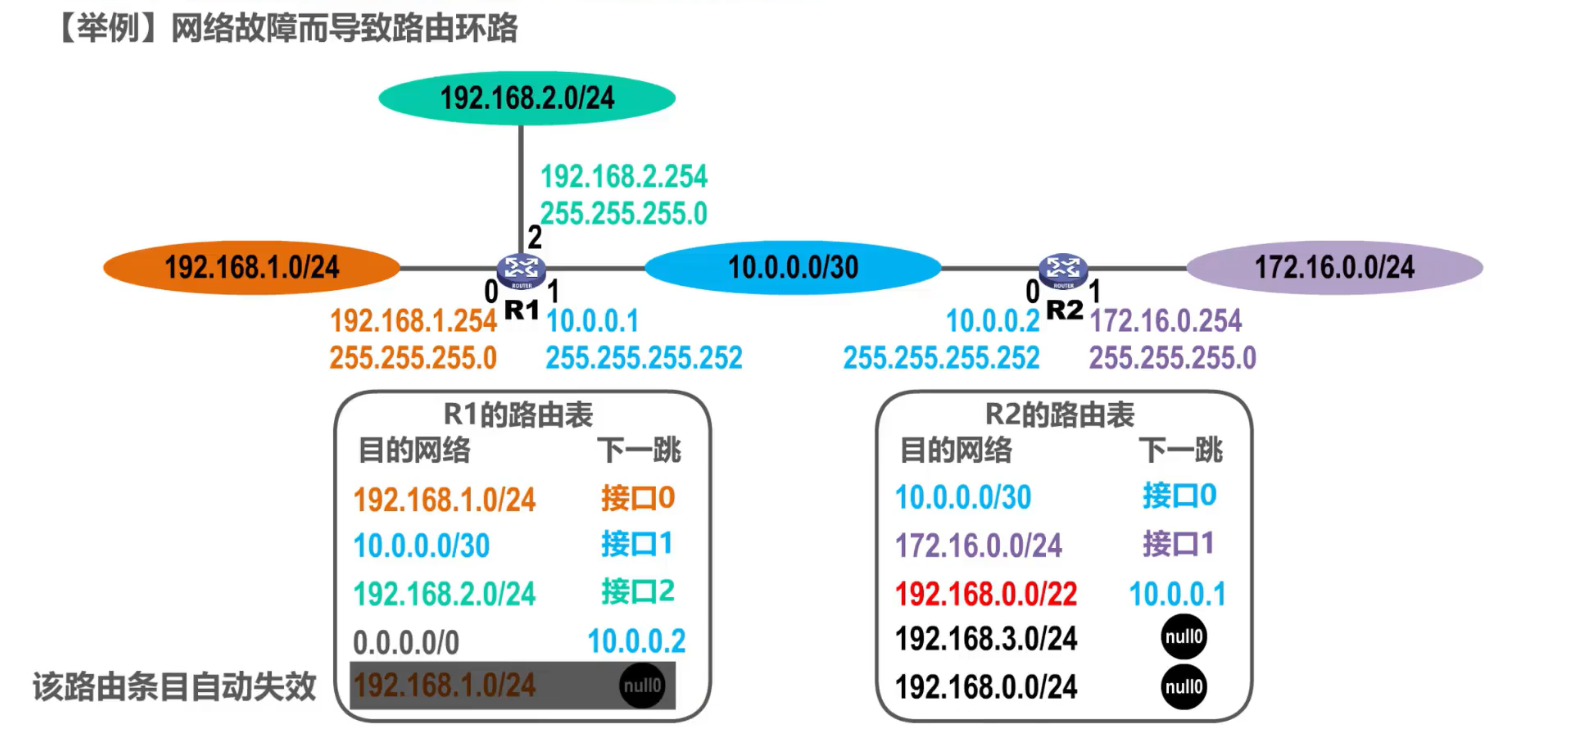 【举例】网络故障而导致路由环路
192.168.2.0/24
192.168.2.254
255.255.255.0
2
192.168.1.0/24
10.0.0.0/30
172.16.0.0/24
ROUTER
ROUTER
0
R1
1
0
R2
1
192.168.1.254
10.0.0.1
10.0.0.2
172.16.0.254
255.255.255.0
255.255.255.252
255.255.255.252
255.255.255.0
R1的路由表
目的网络 下一跳
192.168.1.0/24 接口0
10.0.0.0/30 接口1
192.168.2.0/24 接口2
0.0.0.0/0 10.0.0.2
该路由条目自动失效
192.168.1.0/24 null0
R2的路由表
目的网络 下一跳
10.0.0.0/30 接口0
172.16.0.0/24 接口1
192.168.0.0/22 10.0.0.1
192.168.3.0/24 null0
192.168.0.0/24 null0